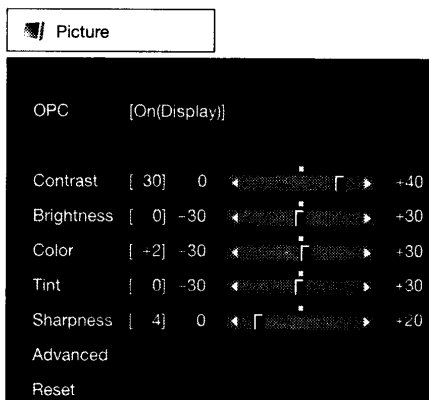 Picture
OPC [On(Display)]
Contrast [ 30] 0 +40
Brightness [ 0] -30 +30
Color [ +2] -30 +30
Tint [ 0] -30 +30
Sharpness [ 4] 0 +20
Advanced
Reset